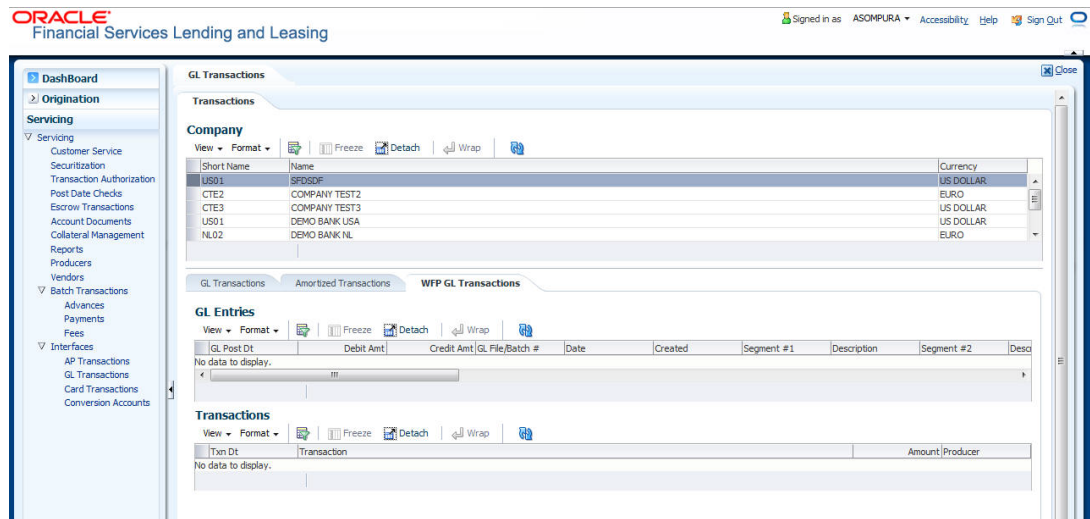 ORACLE
Financial Services Lending and Leasing
Signed in as ASOMPURA Accessibility Help Sign Out
DashBoard
Origination
Servicing
Servicing
Customer Service
Securitization
Transaction Authorization
Post Date Checks
Escrow Transactions
Account Documents
Collateral Management
Reports
Producers
Vendors
Batch Transactions
Advances
Payments
Fees
Interfaces
AP Transactions
GL Transactions
Card Transactions
Conversion Accounts
GL Transactions
Close
Transactions
Company
View Format Freeze Detach Wrap
Short Name Name Currency
US01 SFDSDF US DOLLAR
CTE2 COMPANY TEST2 EURO
CTE3 COMPANY TEST3 US DOLLAR
US01 DEMO BANK USA US DOLLAR
NL02 DEMO BANK NL EURO
GL Transactions Amortized Transactions WFP GL Transactions
GL Entries
View Format Freeze Detach Wrap
GL Post Dt Debit Amt Credit Amt GL File/Batch # Date Created Segment #1 Description Segment #2 Descr
No data to display.
Transactions
View Format Freeze Detach Wrap
Txn Dt Transaction Amount Producer
No data to display.